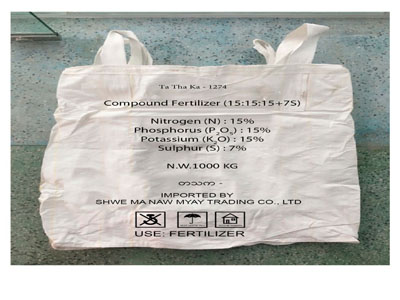 Ta Tha Ka - 1274
Compound Fertilizer (15:15:15+7S)
Nitrogen (N) : 15%
Phosphorus (P₂O₅) : 15%
Potassium (K₂O) : 15%
Sulphur (S) : 7%
N.W.1000 KG
IMPORTED BY
SHWE MA NAW MYAY TRADING CO., LTD
USE: FERTILIZER